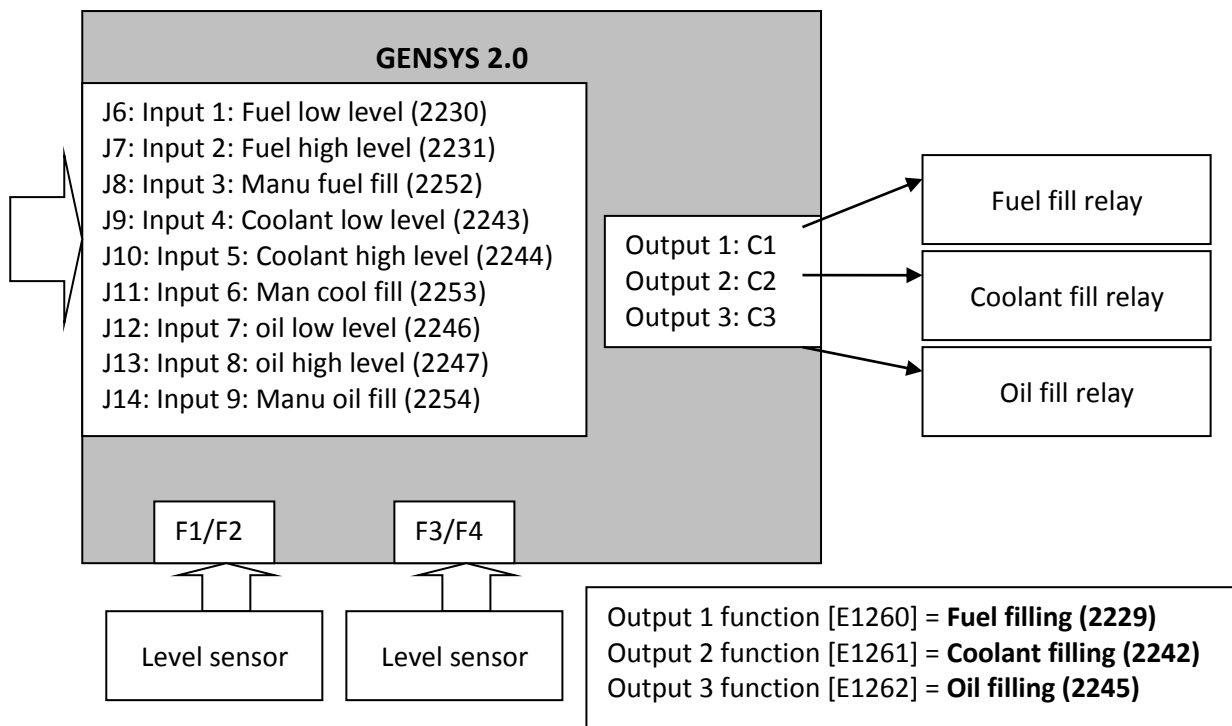 GENSYS 2.0
J6: Input 1: Fuel low level (2230)
J7: Input 2: Fuel high level (2231)
J8: Input 3: Manu fuel fill (2252)
J9: Input 4: Coolant low level (2243)
J10: Input 5: Coolant high level (2244)
J11: Input 6: Man cool fill (2253)
J12: Input 7: oil low level (2246)
J13: Input 8: oil high level (2247)
J14: Input 9: Manu oil fill (2254)
Output 1: C1
Output 2: C2
Output 3: C3
Fuel fill relay
Coolant fill relay
Oil fill relay
F1/F2
F3/F4
Level sensor
Level sensor
Output 1 function [E1260] = Fuel filling (2229)
Output 2 function [E1261] = Coolant filling (2242)
Output 3 function [E1262] = Oil filling (2245)